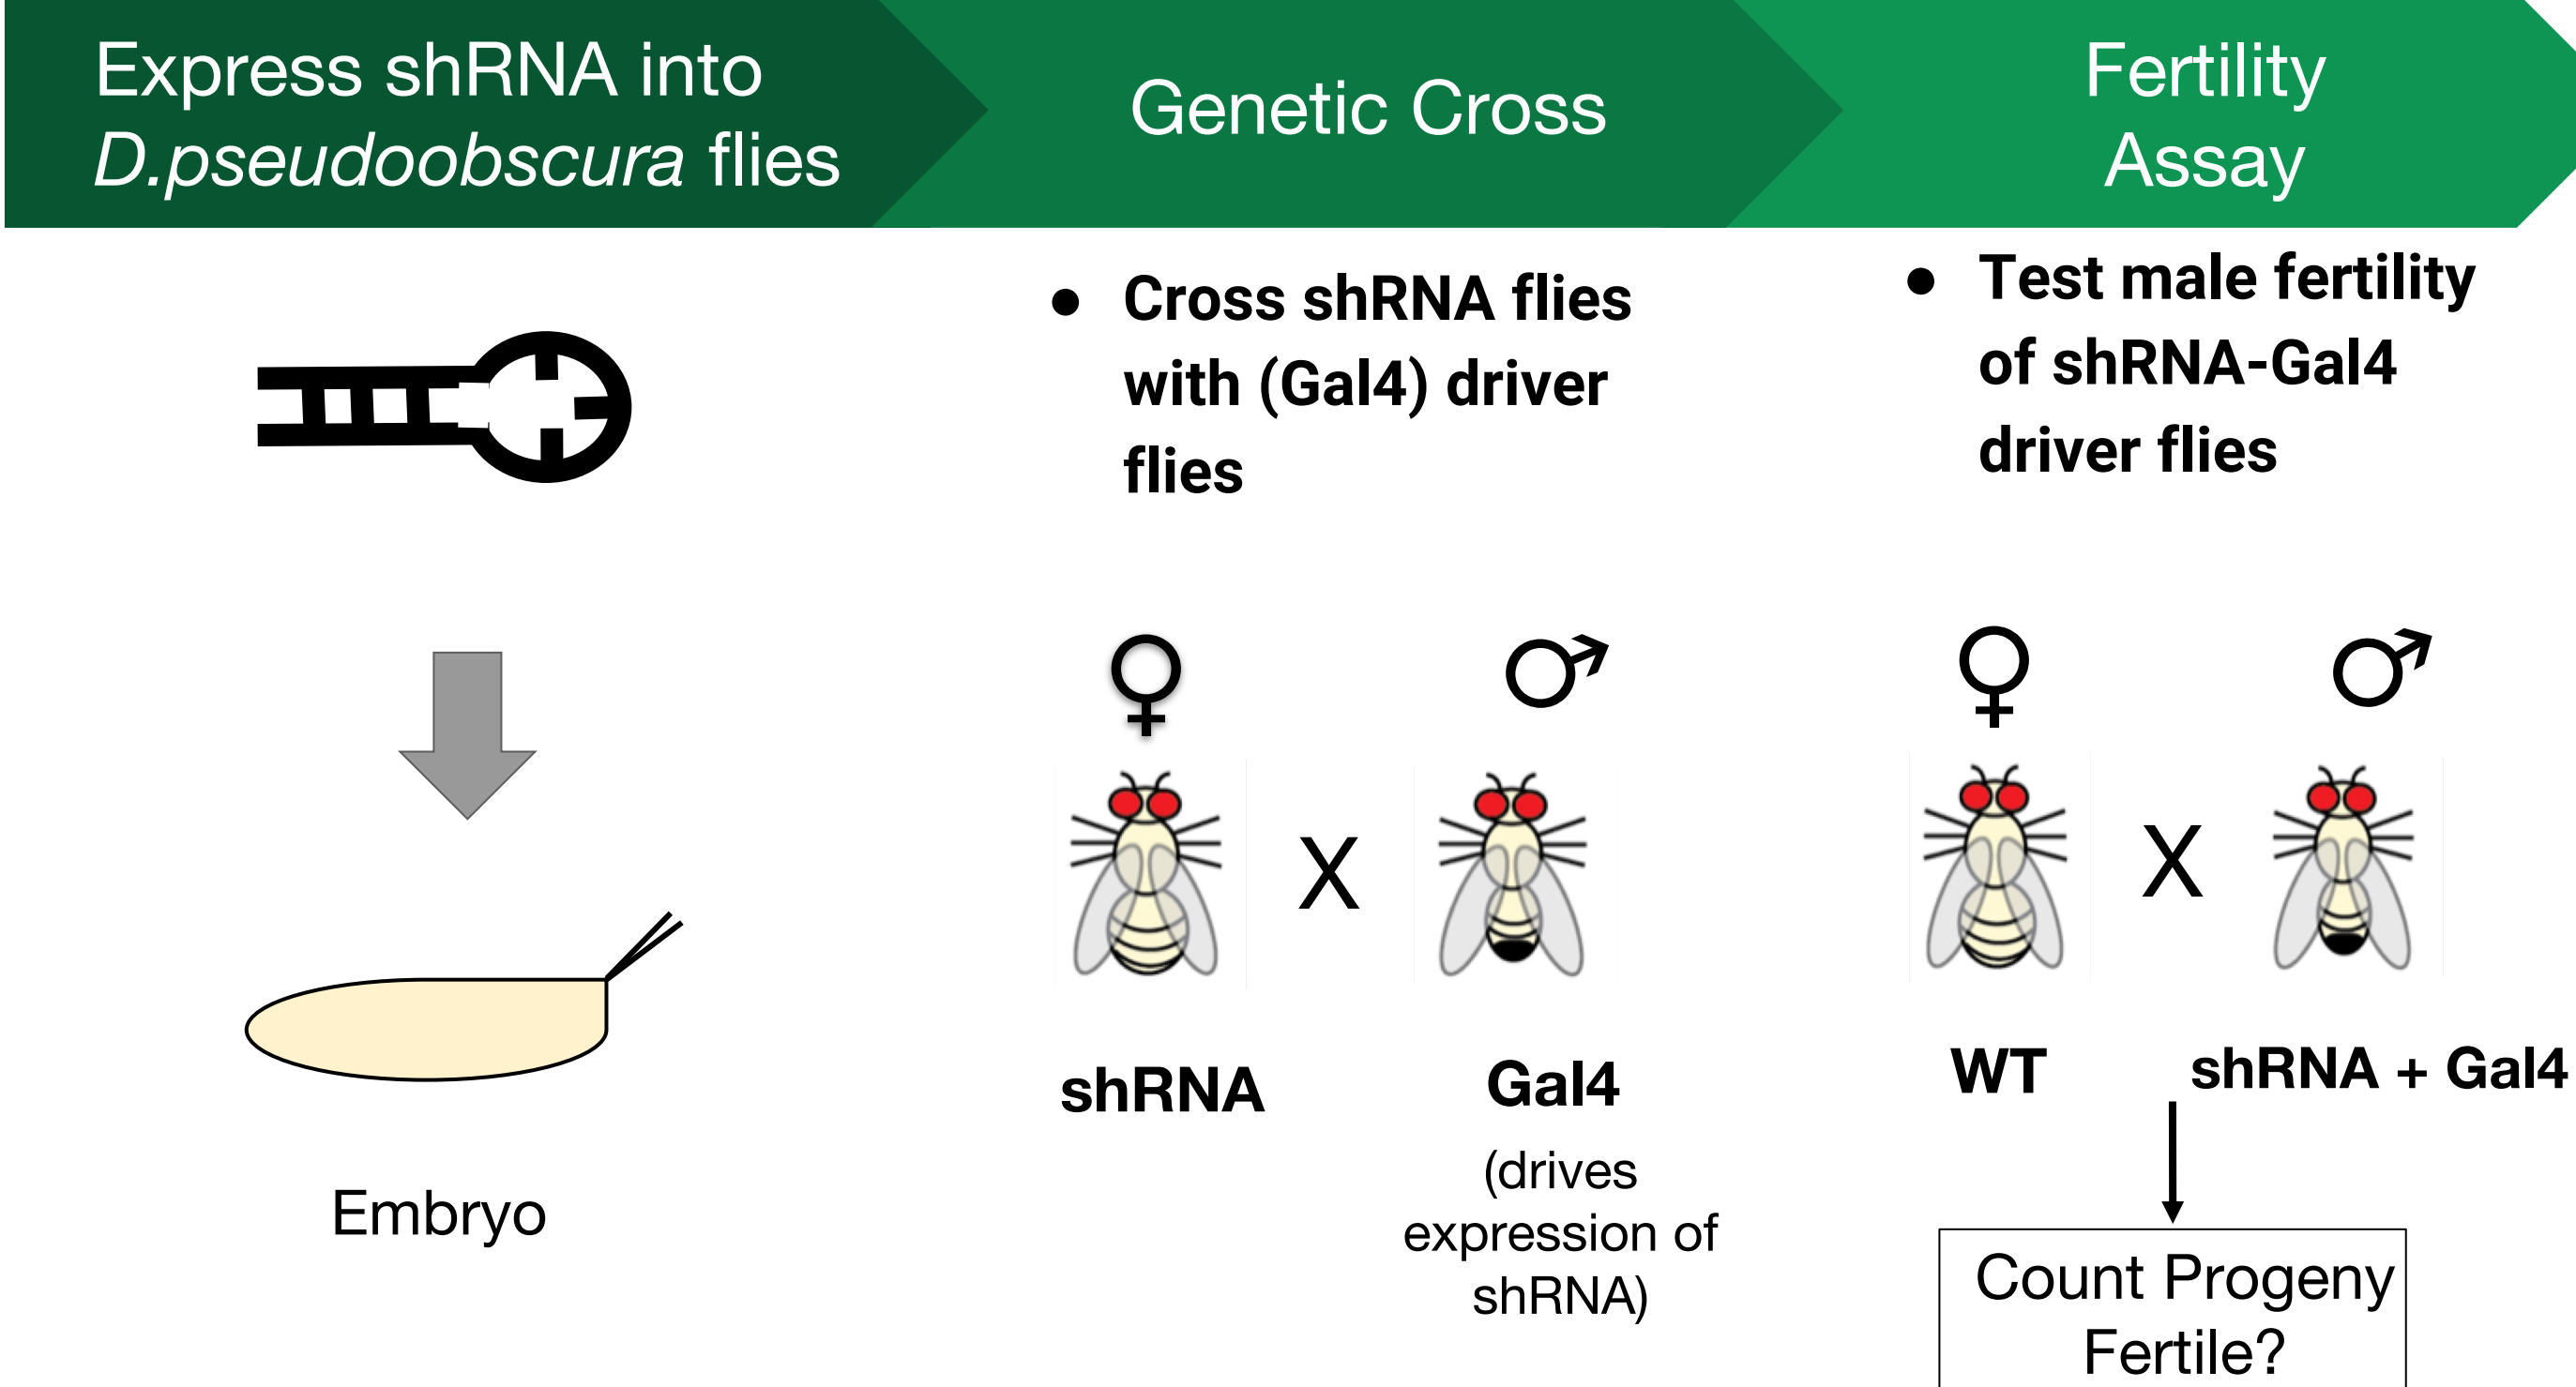 Express shRNA into
D.pseudoobscura flies
Genetic Cross
Fertility
Assay
Embryo
● Cross shRNA flies
with (Gal4) driver
flies
♀ ♂
X
shRNA
Gal4
(drives
expression of
shRNA)
● Test male fertility
of shRNA-Gal4
driver flies
♀ ♂
X
WT
shRNA + Gal4
Count Progeny
Fertile?